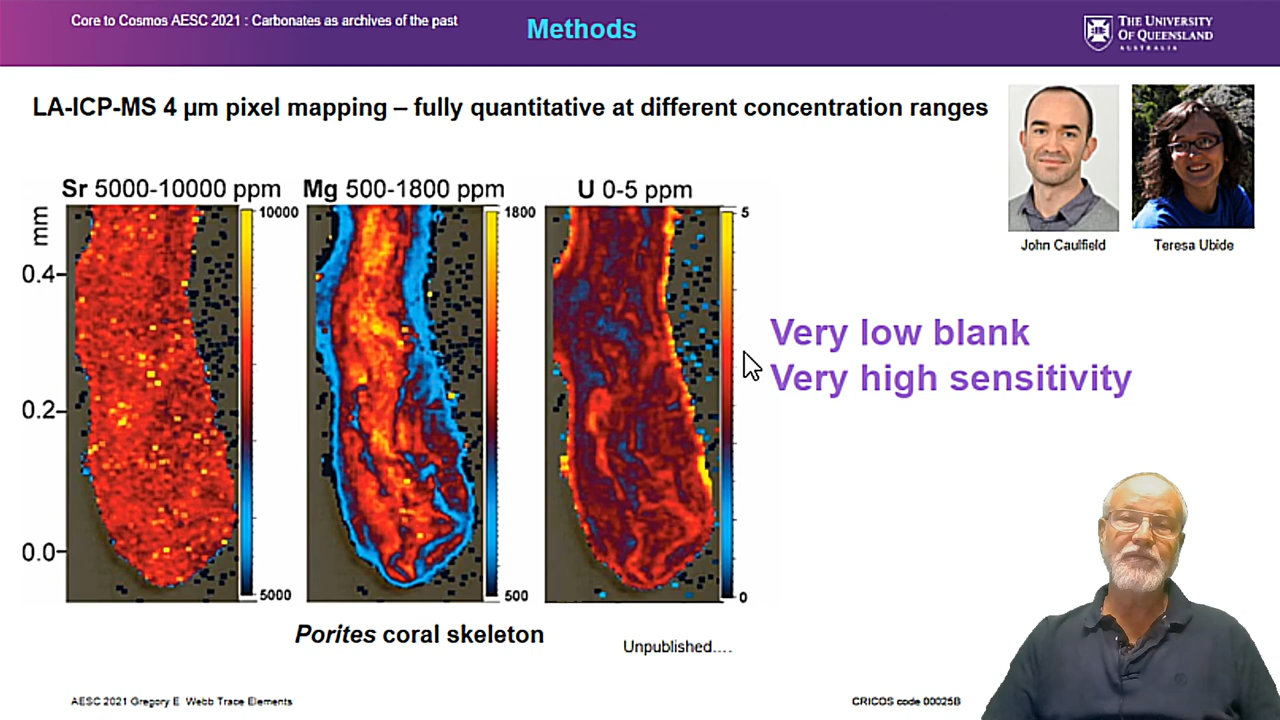 Core to Cosmos AESC 2021 : Carbonates as archives of the past
Methods
THE UNIVERSITY
OF QUEENSLAND
AUSTRALIA
LA-ICP-MS 4 µm pixel mapping – fully quantitative at different concentration ranges
John Caulfield
Teresa Ubide
Sr 5000-10000 ppm
Mg 500-1800 ppm
U 0-5 ppm
mm
0.4
0.2
0.0
10000
5000
1800
500
5
0
Very low blank
Very high sensitivity
Porites coral skeleton
Unpublished....
AESC 2021 Gregory E Webb Trace Elements
CRICOS code 00025B